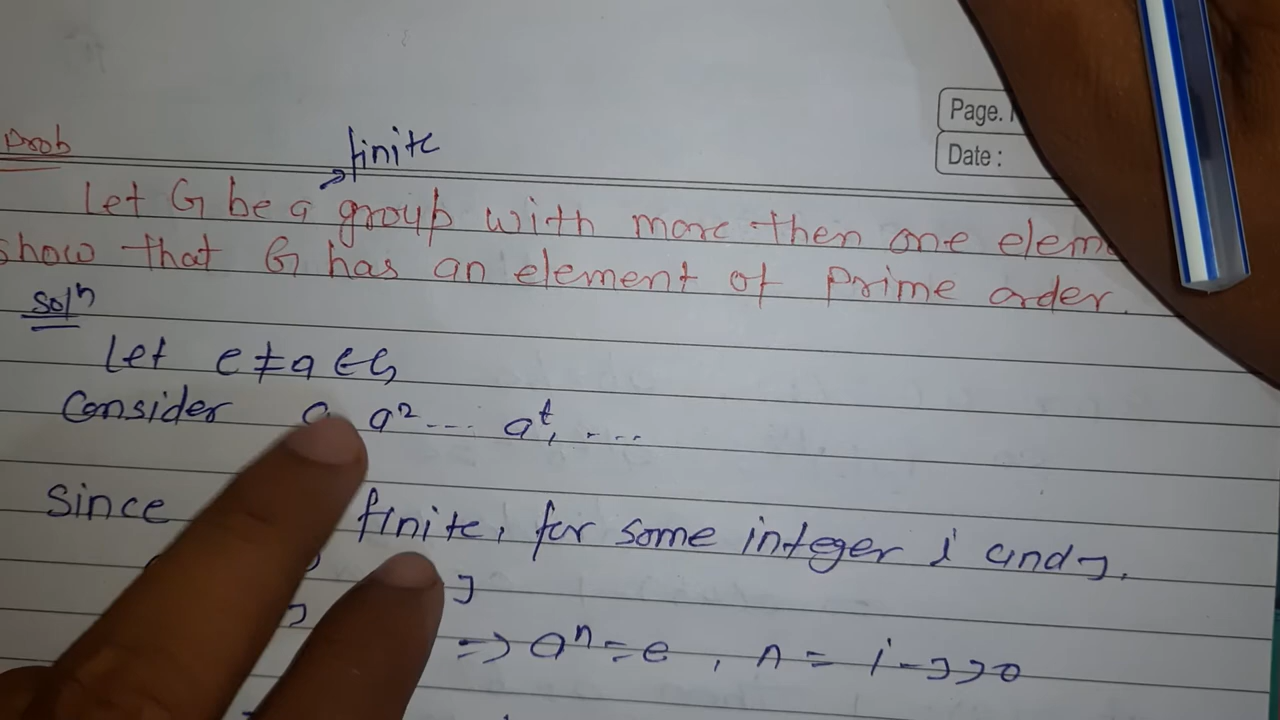 Page.
Date :
Prob
finite
Let G be a group with more then one elem
show that G has an element of Prime order.
Solⁿ
Let e ≠ a ∈ G
Consider a a² ... aᵗ, ...
Since finite, for some integer i and j.
j
⇒ aⁿ = e , n = i - j > 0